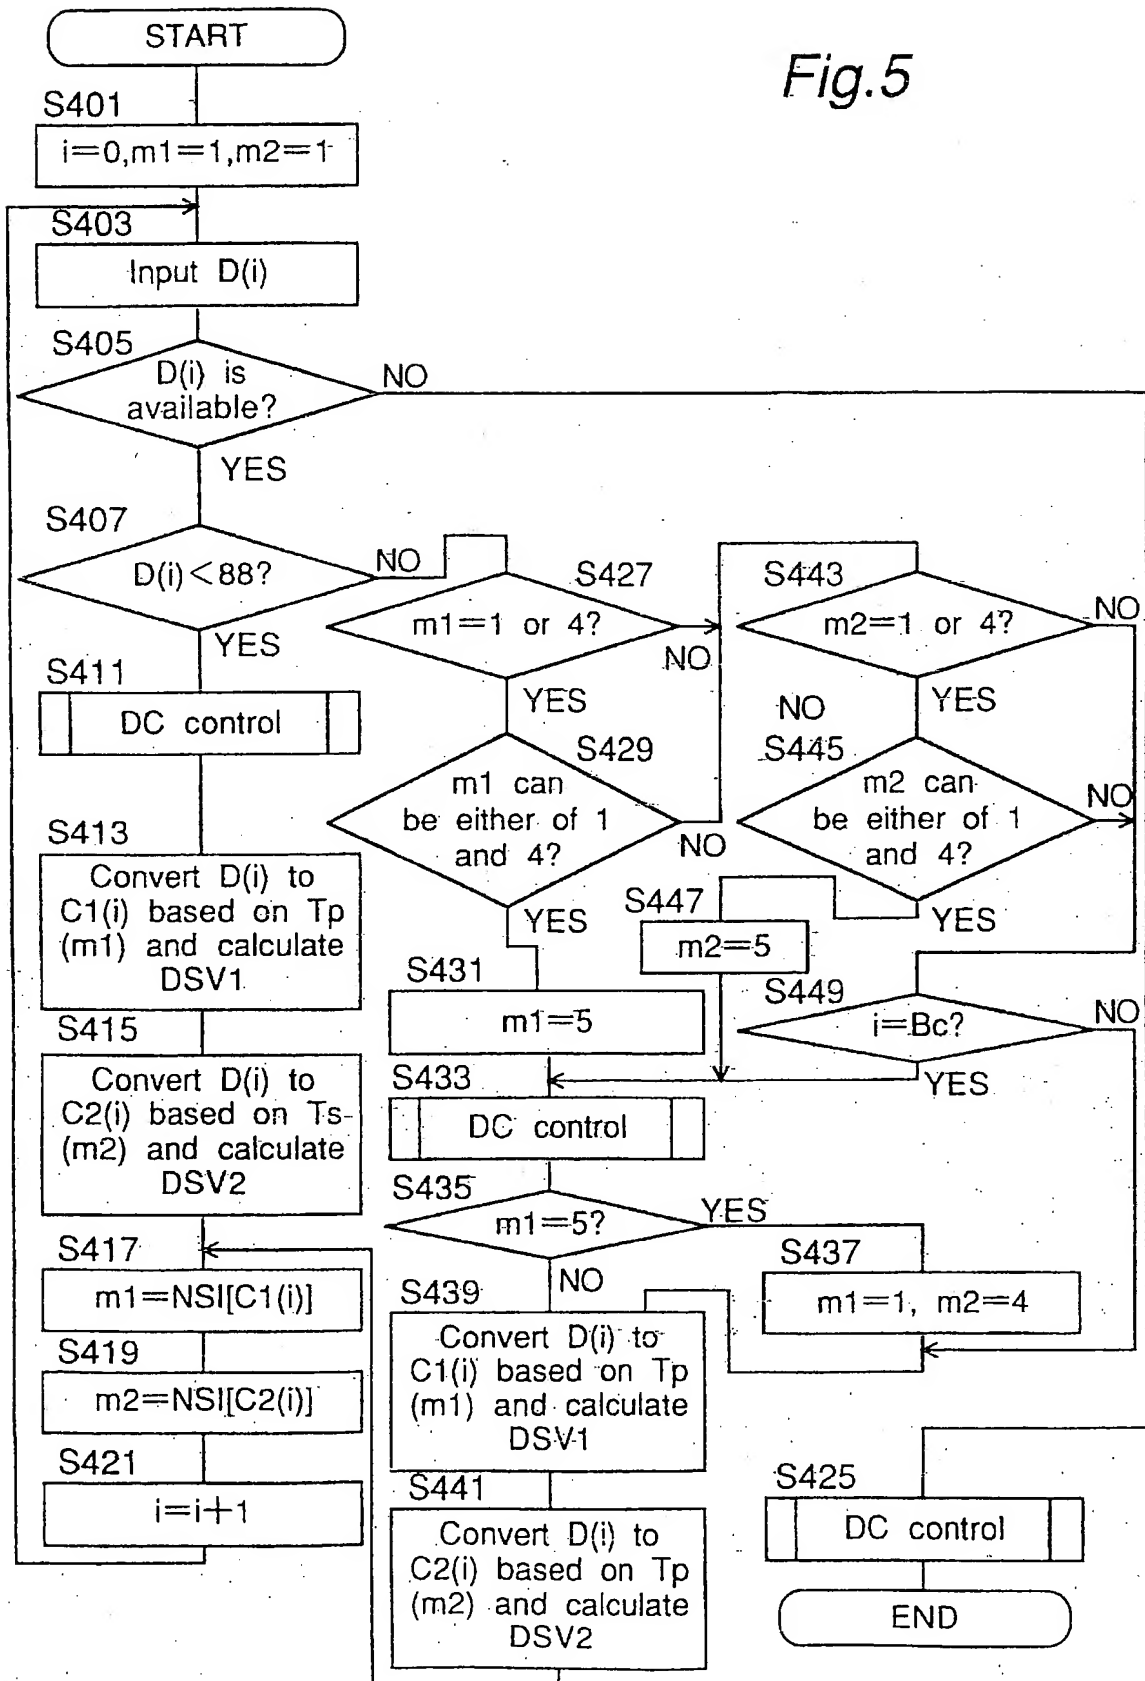 START
Fig.5
S401
i=0,m1=1,m2=1
S403
Input D(i)
S405
D(i) is
available?
NO
YES
S407
D(i)<88?
NO
YES
S411
DC control
S413
Convert D(i) to
C1(i) based on Tp
(m1) and calculate
DSV1
S415
Convert D(i) to
C2(i) based on Ts
(m2) and calculate
DSV2
S417
m1=NSI[C1(i)]
S419
m2=NSI[C2(i)]
S421
i=i+1
S427
m1=1 or 4?
NO
YES
S429
m1 can
be either of 1
and 4?
NO
YES
S431
m1=5
S433
DC control
S435
m1=5?
YES
NO
S437
m1=1, m2=4
S439
Convert D(i) to
C1(i) based on Tp
(m1) and calculate
DSV1
S441
Convert D(i) to
C2(i) based on Tp
(m2) and calculate
DSV2
S443
m2=1 or 4?
NO
YES
NO
S445
m2 can
be either of 1
and 4?
NO
YES
S447
m2=5
S449
i=Bc?
NO
YES
S425
DC control
END